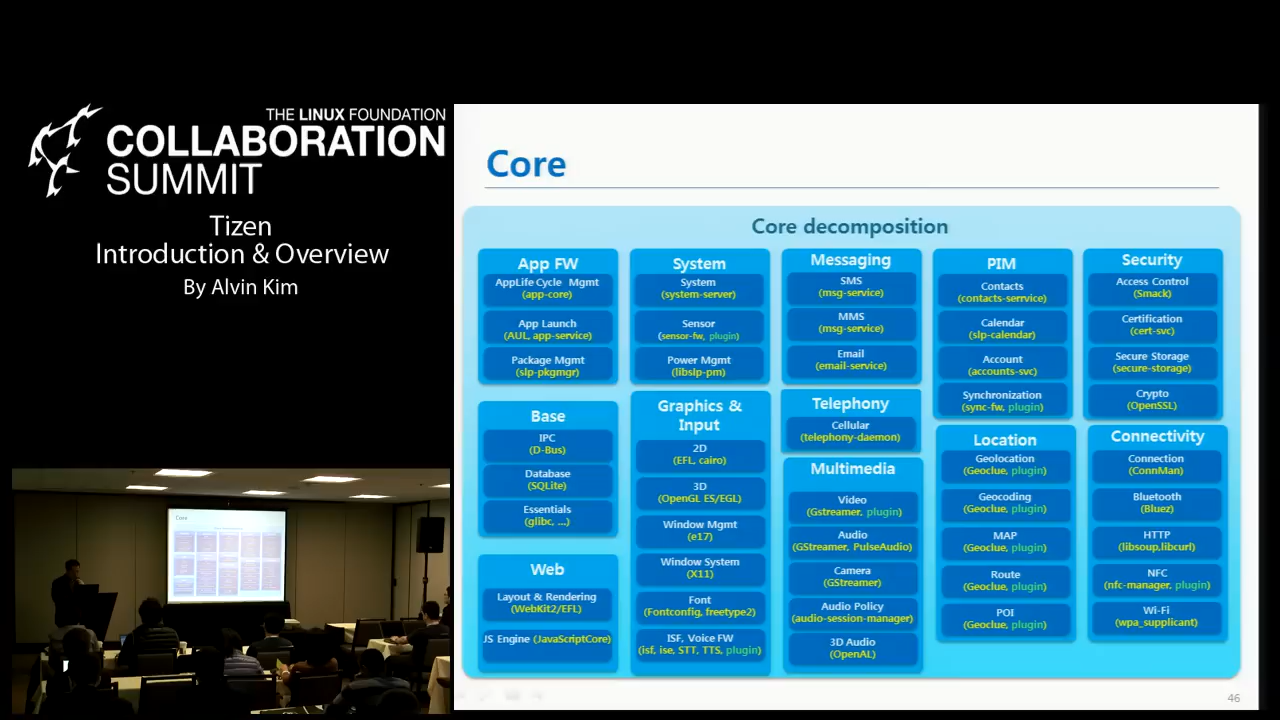 THE LINUX FOUNDATION
COLLABORATION
SUMMIT
Tizen
Introduction & Overview
By Alvin Kim
Core
Core decomposition
App FW
AppLife Cycle Mgmt
(app-core)
App Launch
(AUL, app-service)
Package Mgmt
(slp-pkgmgr)
Base
IPC
(D-Bus)
Database
(SQLite)
Essentials
(glibc, ...)
Web
Layout & Rendering
(WebKit2/EFL)
JS Engine (JavaScriptCore)
System
System
(system-server)
Sensor
(sensor-fw, plugin)
Power Mgmt
(libslp-pm)
Graphics &
Input
2D
(EFL, cairo)
3D
(OpenGL ES/EGL)
Window Mgmt
(e17)
Window System
(X11)
Font
(Fontconfig, freetype2)
ISF, Voice FW
(isf, ise, STT, TTS, plugin)
Messaging
SMS
(msg-service)
MMS
(msg-service)
Email
(email-service)
Telephony
Cellular
(telephony-daemon)
Multimedia
Video
(Gstreamer, plugin)
Audio
(GStreamer, PulseAudio)
Camera
(GStreamer)
Audio Policy
(audio-session-manager)
3D Audio
(OpenAL)
PIM
Contacts
(contacts-serrvice)
Calendar
(slp-calendar)
Account
(accounts-svc)
Synchronization
(sync-fw, plugin)
Location
Geolocation
(Geoclue, plugin)
Geocoding
(Geoclue, plugin)
MAP
(Geoclue, plugin)
Route
(Geoclue, plugin)
POI
(Geoclue, plugin)
Security
Access Control
(Smack)
Certification
(cert-svc)
Secure Storage
(secure-storage)
Crypto
(OpenSSL)
Connectivity
Connection
(ConnMan)
Bluetooth
(Bluez)
HTTP
(libsoup,libcurl)
NFC
(nfc-manager, plugin)
Wi-Fi
(wpa_supplicant)
46
Core